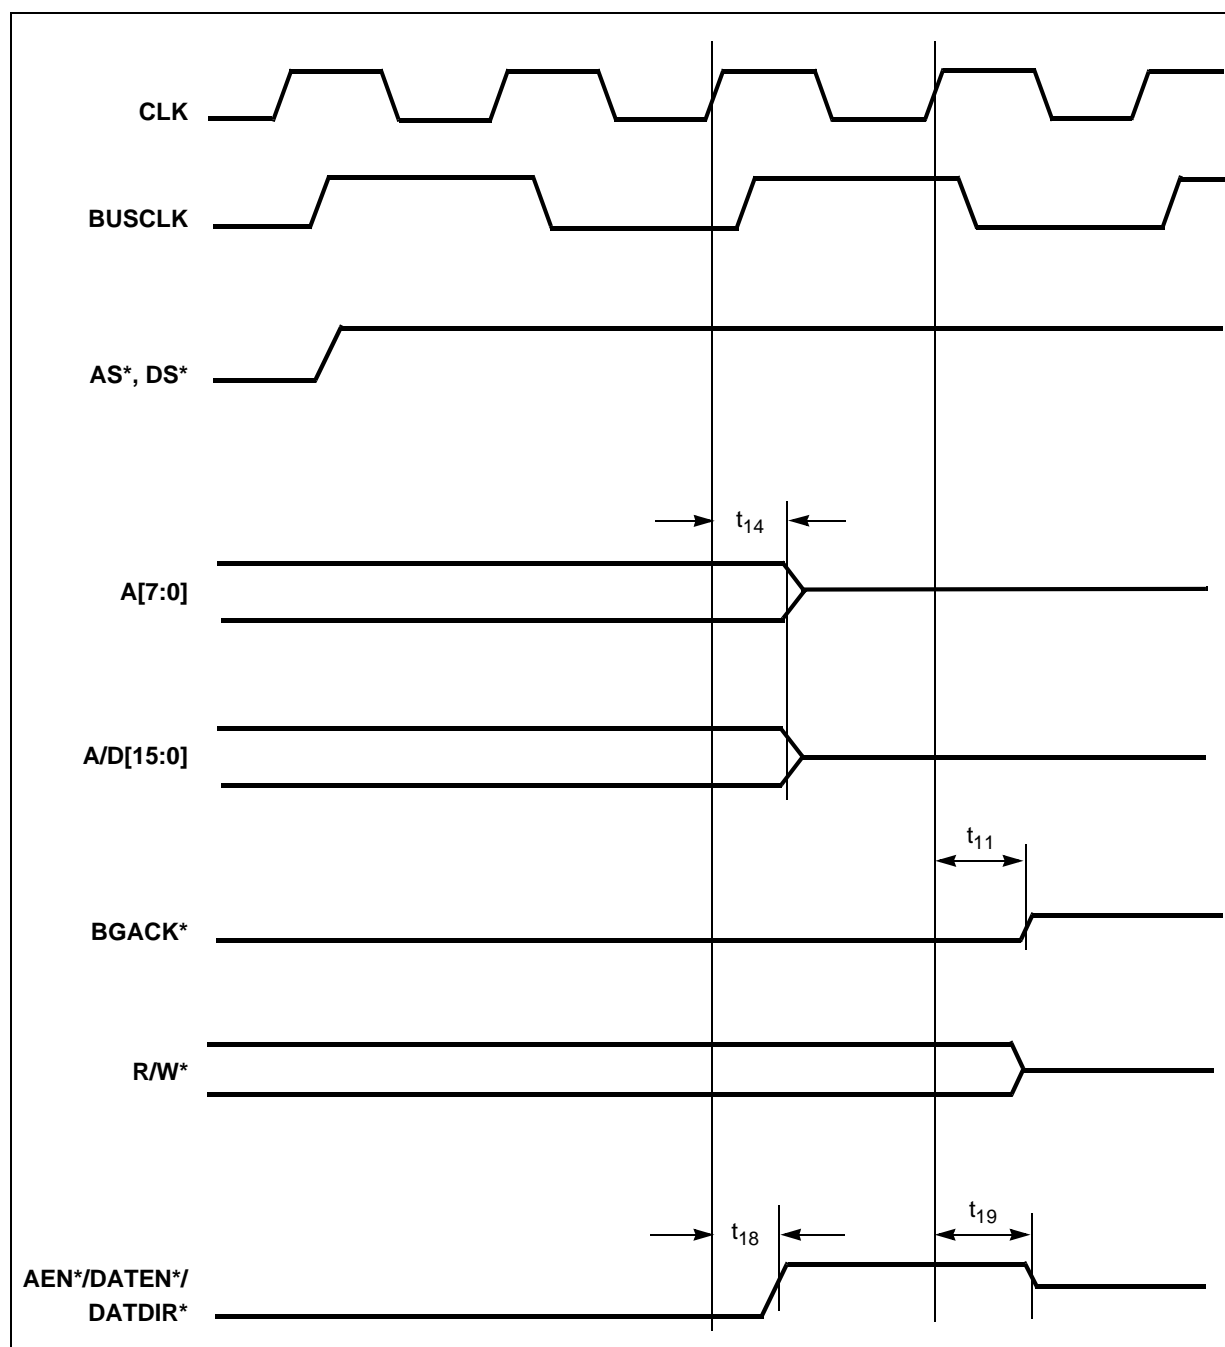 CLK
BUSCLK
AS*, DS*
t14
A[7:0]
A/D[15:0]
t11
BGACK*
R/W*
t18
t19
AEN*/DATEN*/
DATDIR*